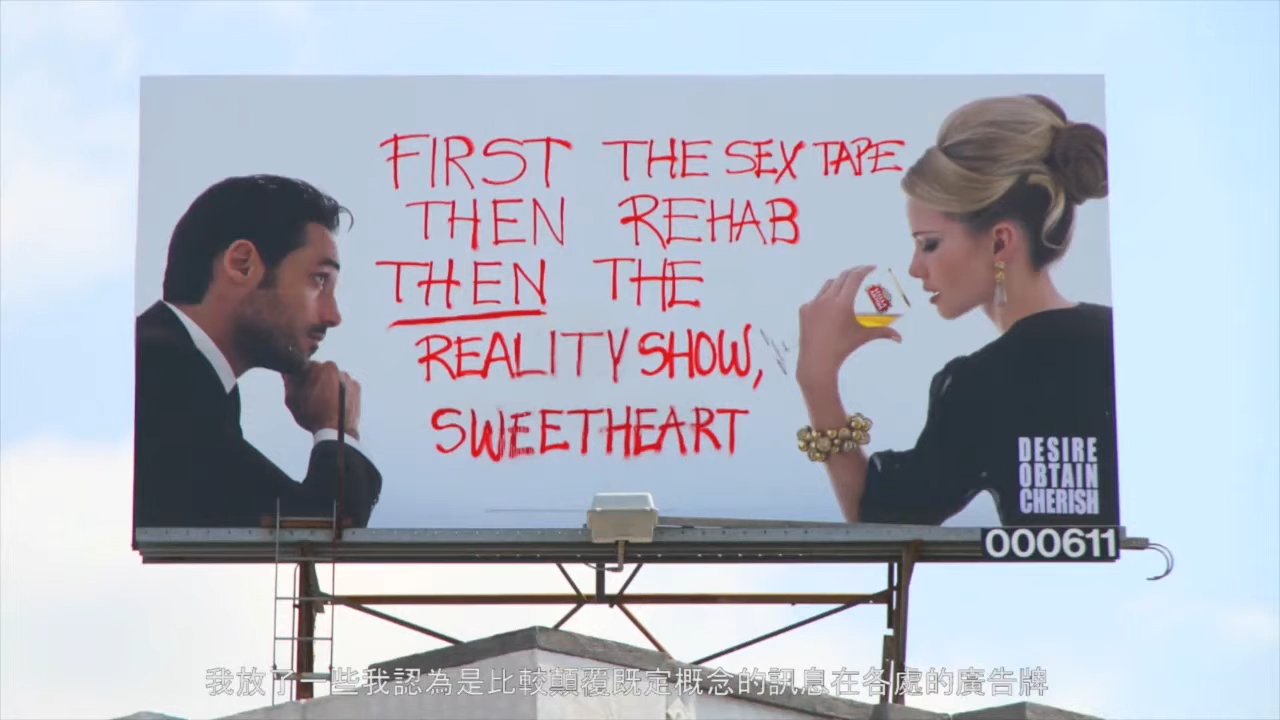 FIRST THE SEX TAPE
THEN REHAB
THEN THE
REALITY SHOW,
SWEETHEART
DESIRE
OBTAIN
CHERISH
000611
我放了一些我認為是比較顛覆既定概念的訊息在各處的廣告牌